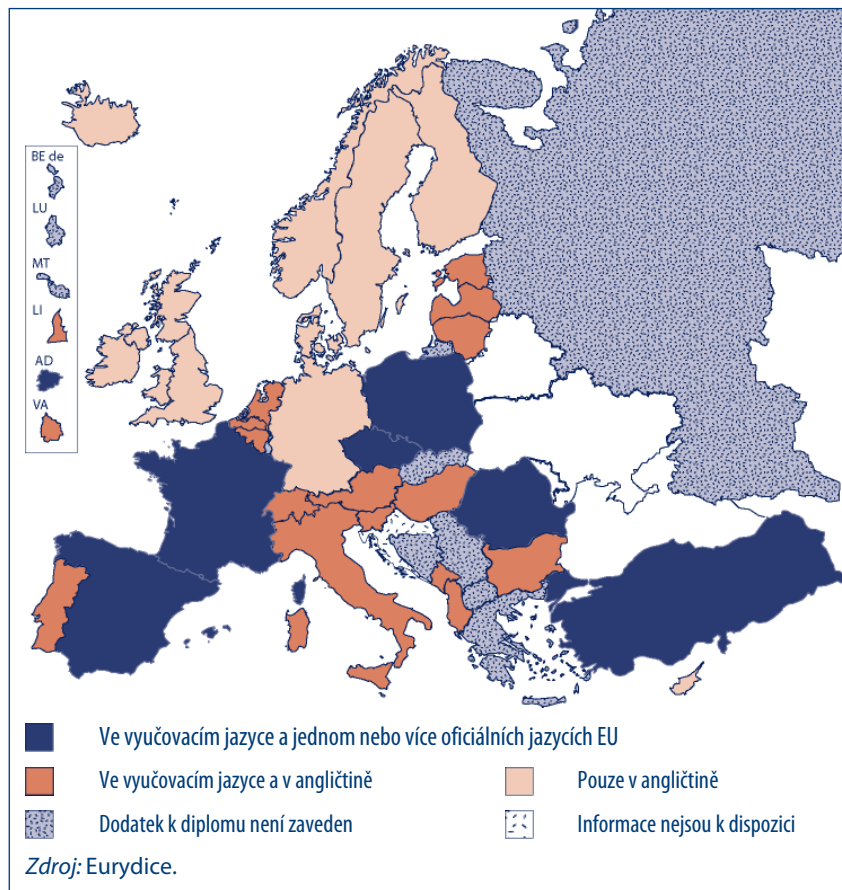 BE de
LU
MT
LI
AD
VA
Ve vyučovacím jazyce a jednom nebo více oficiálních jazycích EU
Ve vyučovacím jazyce a v angličtině
Pouze v angličtině
Dodatek k diplomu není zaveden
Informace nejsou k dispozici
Zdroj: Eurydice.